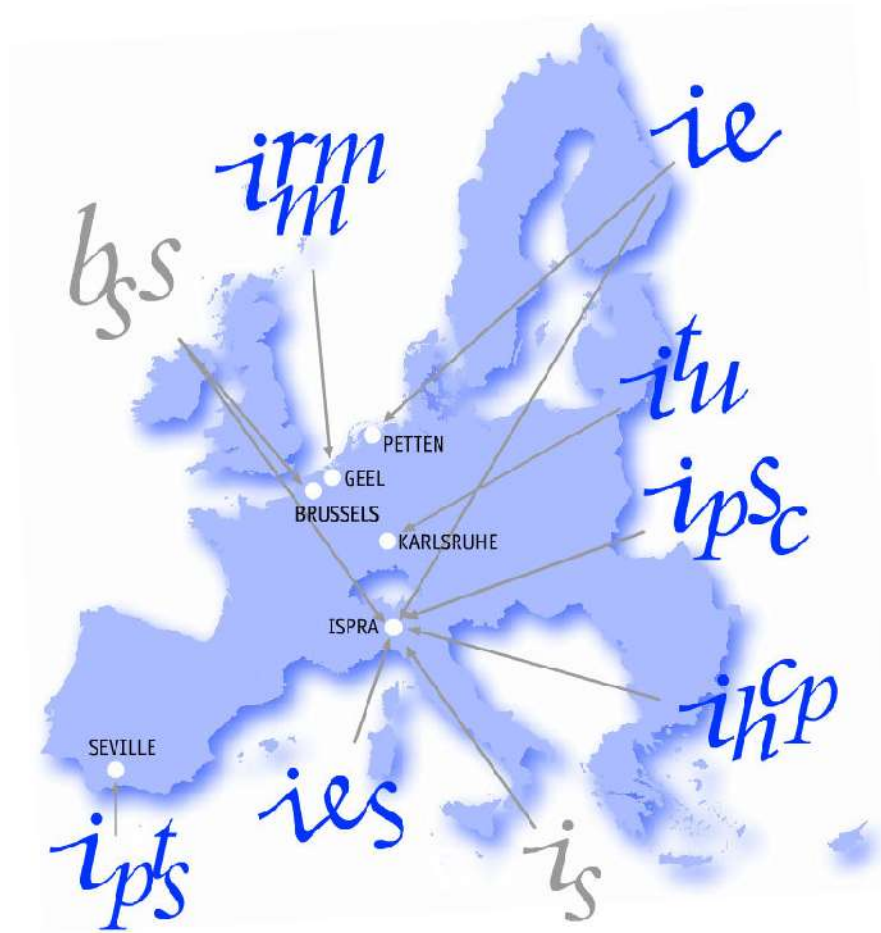 ie
irmm
bss
itu
PETTEN
GEEL
BRUSSELS
ipsc
KARLSRUHE
ISPRA
ihcp
SEVILLE
ies
ipts
is